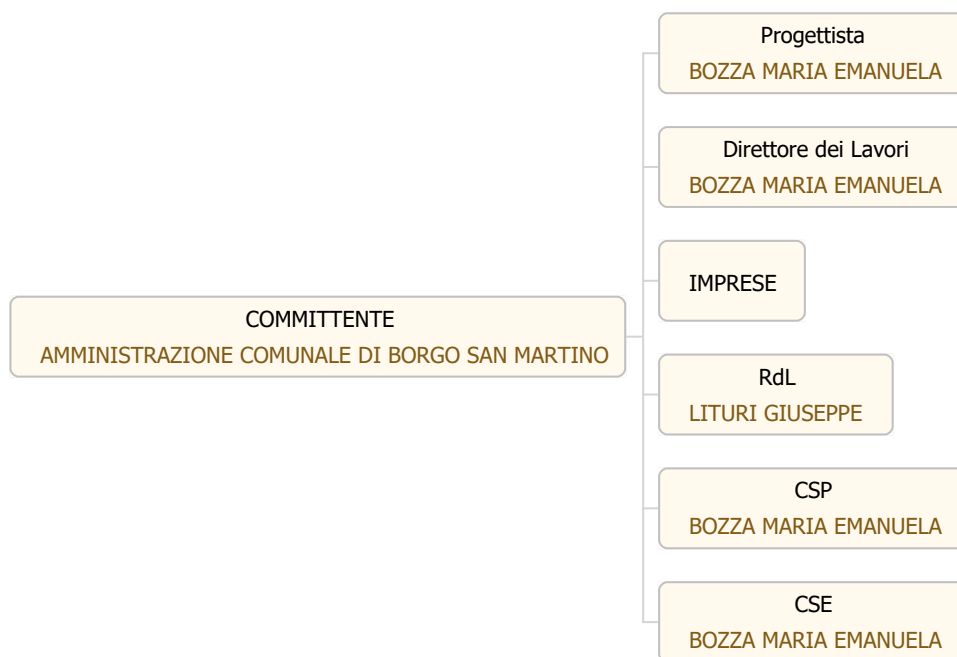 Progettista
BOZZA MARIA EMANUELA
Direttore dei Lavori
BOZZA MARIA EMANUELA
IMPRESE
COMMITTENTE
AMMINISTRAZIONE COMUNALE DI BORGO SAN MARTINO
RdL
LITURI GIUSEPPE
CSP
BOZZA MARIA EMANUELA
CSE
BOZZA MARIA EMANUELA